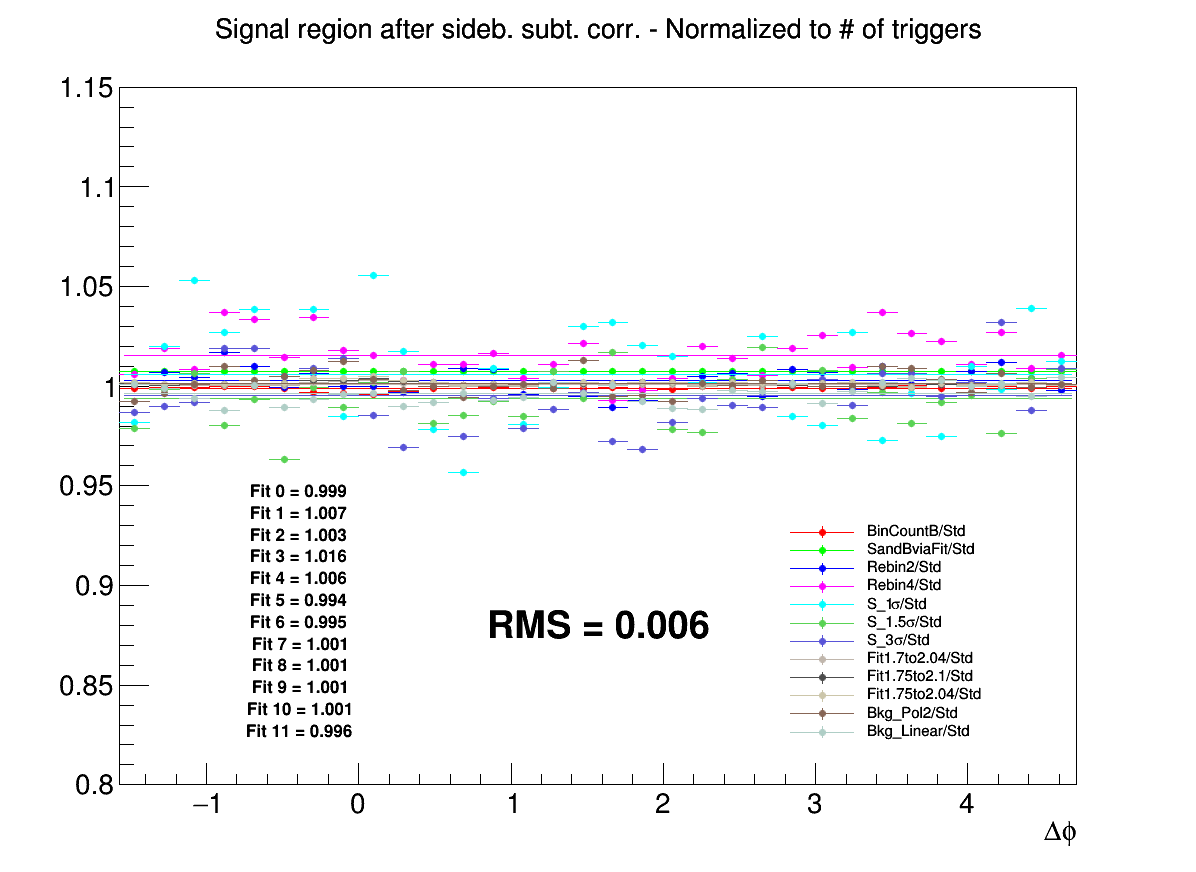 Signal region after sideb. subt. corr. - Normalized to # of triggers
1.15
1.1
1.05
1
0.95
0.9
0.85
0.8
Fit 0 = 0.999
Fit 1 = 1.007
Fit 2 = 1.003
Fit 3 = 1.016
Fit 4 = 1.006
Fit 5 = 0.994
Fit 6 = 0.995
Fit 7 = 1.001
Fit 8 = 1.001
Fit 9 = 1.001
Fit 10 = 1.001
Fit 11 = 0.996
RMS = 0.006
BinCountB/Std
SandBviaFit/Std
Rebin2/Std
Rebin4/Std
S_1σ/Std
S_1.5σ/Std
S_3σ/Std
Fit1.7to2.04/Std
Fit1.75to2.1/Std
Fit1.75to2.04/Std
Bkg_Pol2/Std
Bkg_Linear/Std
−1 0 1 2 3 4
Δϕ